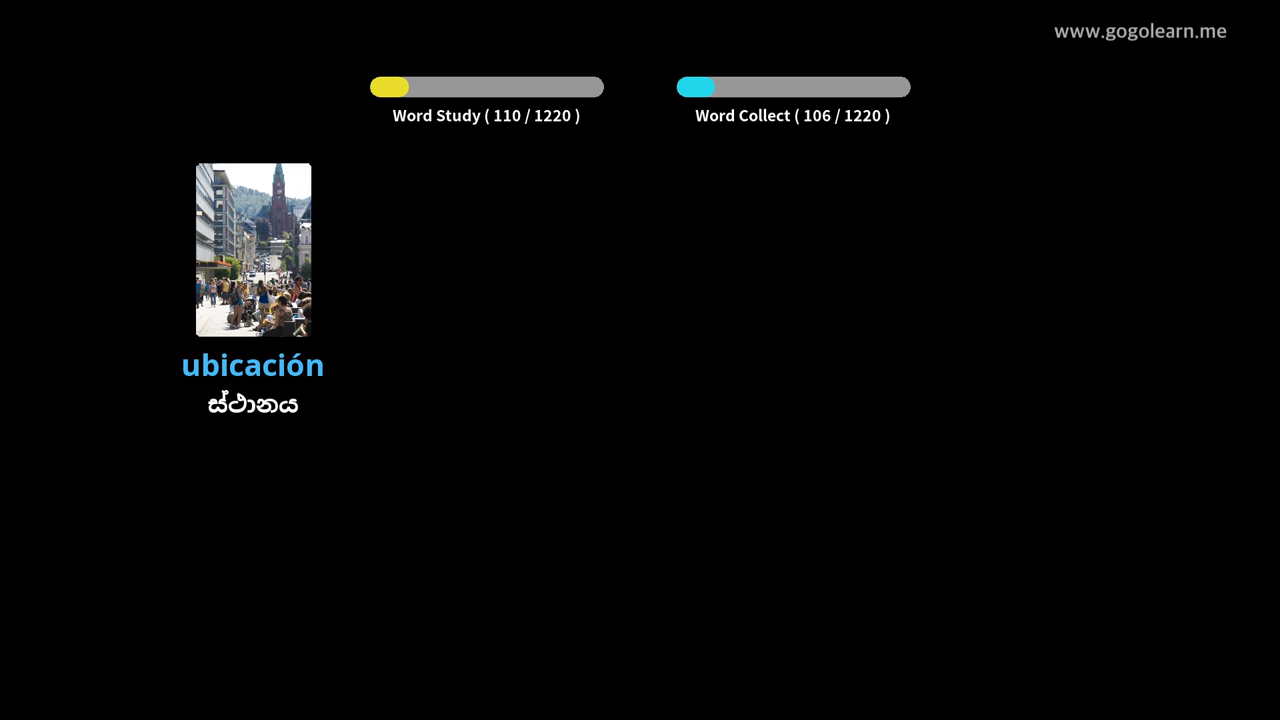 www.gogolearn.me
Word Study ( 110 / 1220 )
Word Collect ( 106 / 1220 )
ubicación
ස්ථානය